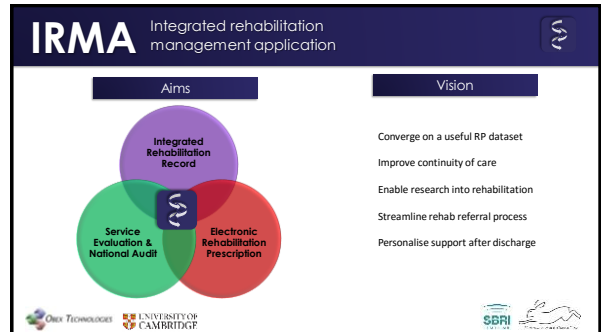 IRMA
Integrated rehabilitation
management application
Aims
Integrated
Rehabilitation
Record
Service
Evaluation &
National Audit
Electronic
Rehabilitation
Prescription
Vision
Converge on a useful RP dataset
Improve continuity of care
Enable research into rehabilitation
Streamline rehab referral process
Personalise support after discharge
OBEX TECHNOLOGIES
UNIVERSITY OF
CAMBRIDGE
SBRI